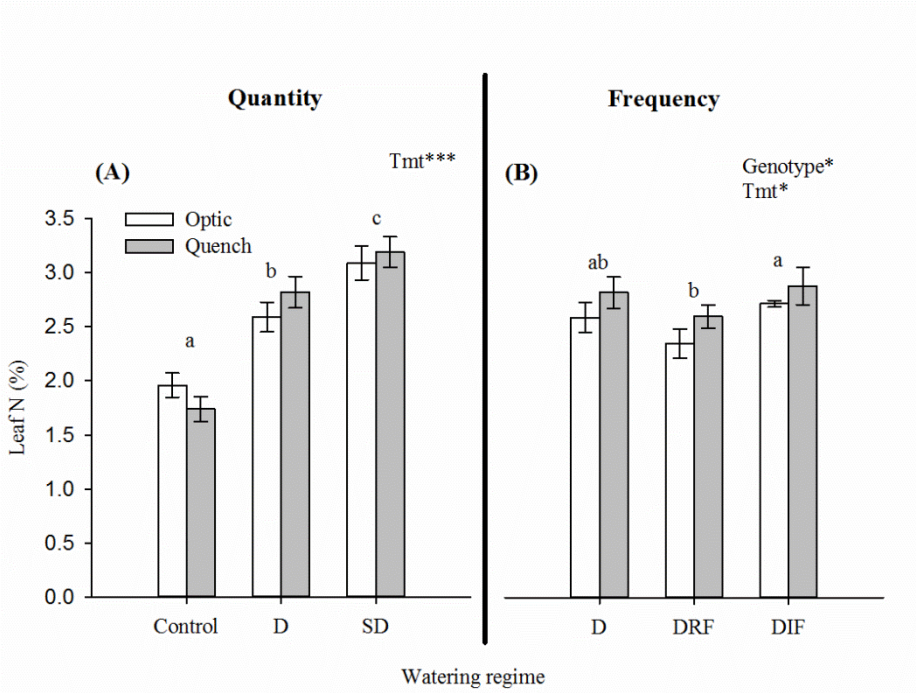 Quantity
Frequency
(A)
Tmt***
(B)
Genotype*
Tmt*
Optic
Quench
a
b
c
ab
b
a
3.5
3.0
2.5
2.0
1.5
1.0
0.5
0.0
Leaf N (%)
Control
D
SD
D
DRF
DIF
Watering regime